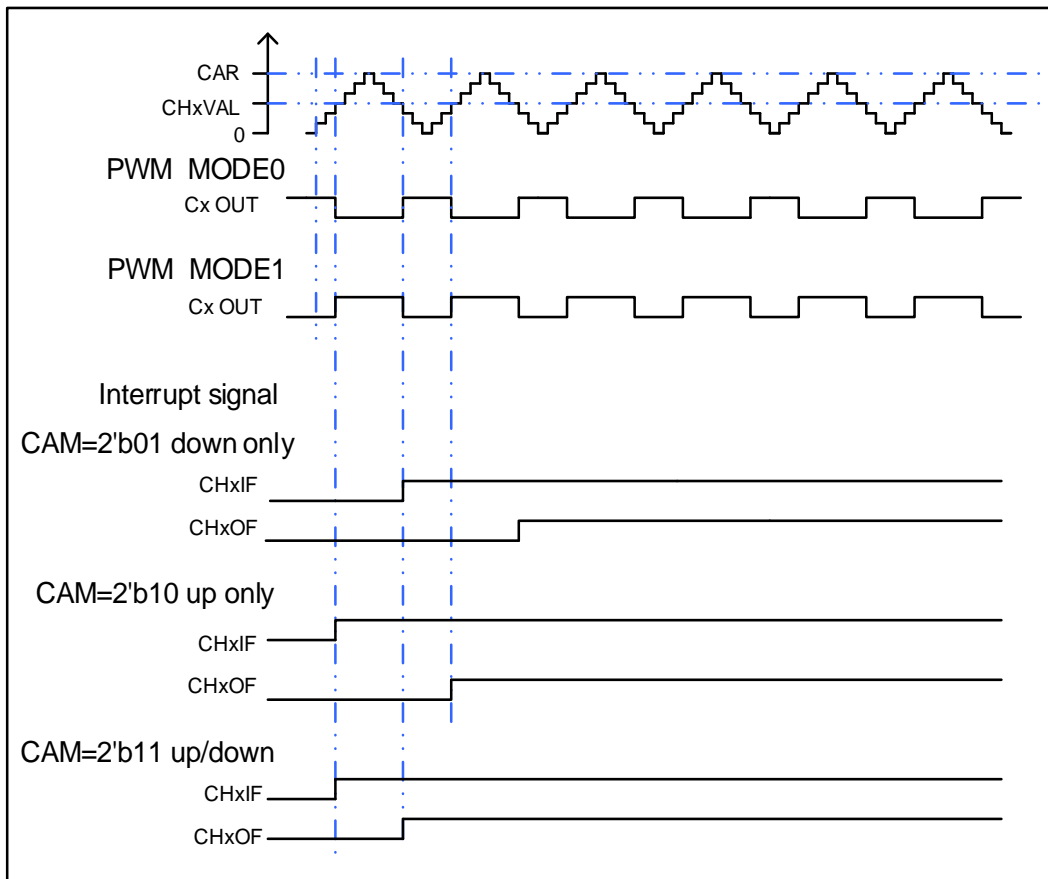 CAR
CHxVAL
0
PWM MODE0
Cx OUT
PWM MODE1
Cx OUT
Interrupt signal
CAM=2'b01 down only
CHxIF
CHxOF
CAM=2'b10 up only
CHxIF
CHxOF
CAM=2'b11 up/down
CHxIF
CHxOF